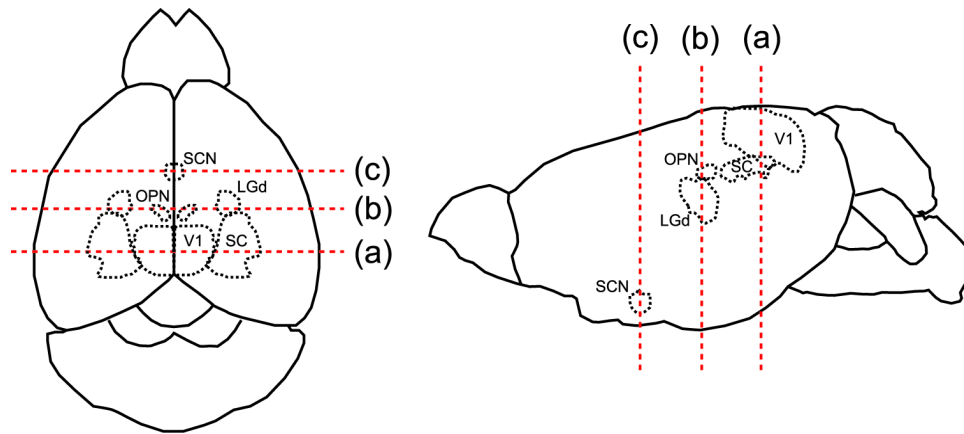 SCN
(c)
OPN
LGd
(b)
V1
SC
(a)
(c) (b) (a)
V1
OPN
SC
LGd
SCN